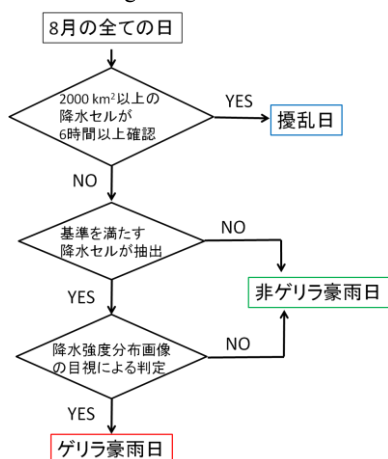 8月の全ての日
2000 km²以上の
降水セルが
6時間以上確認
YES
擾乱日
NO
基準を満たす
降水セルが抽出
NO
YES
非ゲリラ豪雨日
降水強度分布画像
の目視による判定
NO
YES
ゲリラ豪雨日